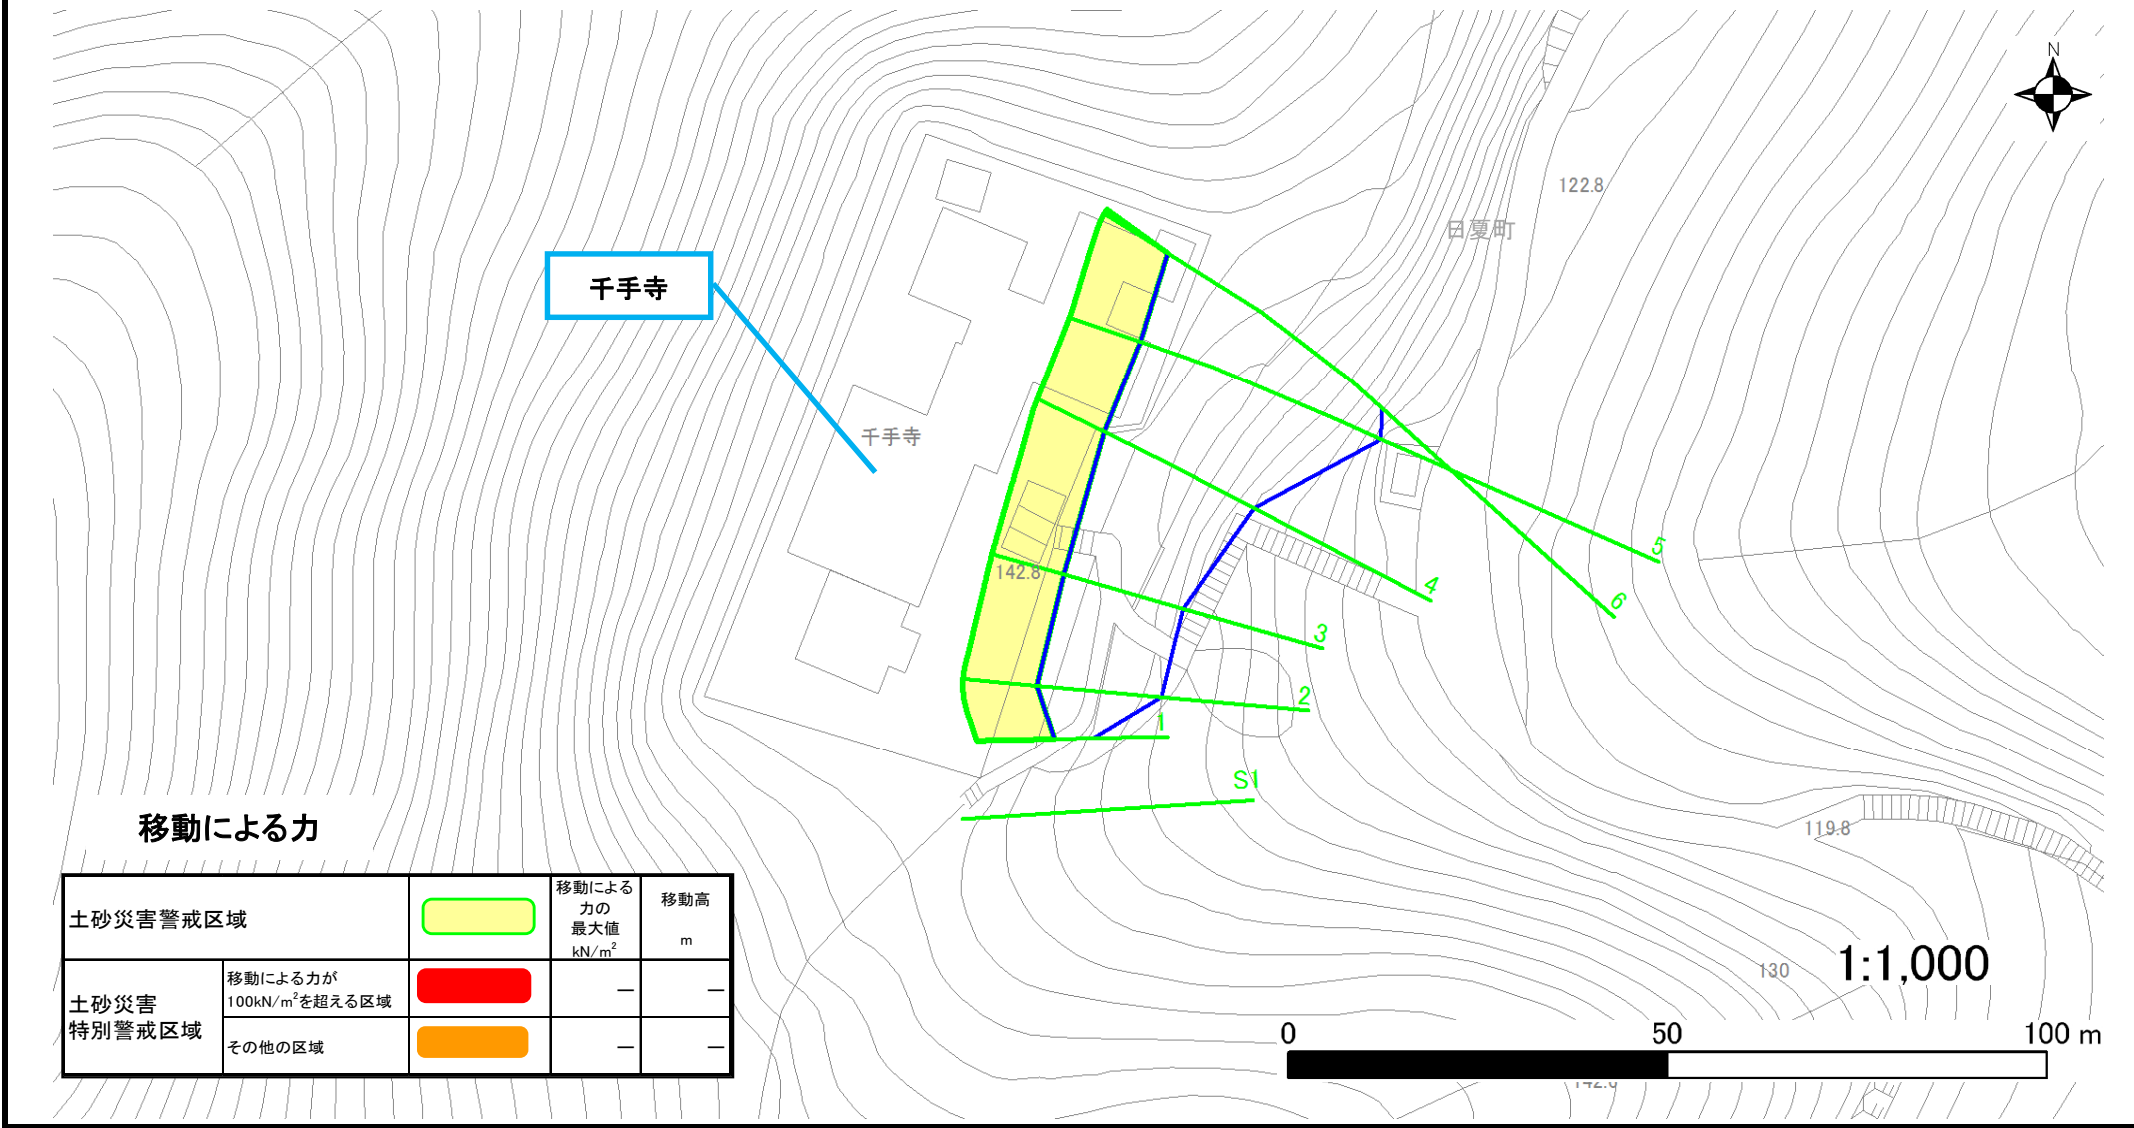 N
122.8
日夏町
千手寺
千手寺
142.8
5
4
6
3
2
1
S1
移動による力
119.8
土砂災害警戒区域
移動による
力の
最大値
kN/m²
移動高
m
土砂災害
特別警戒区域
移動による力が
100kN/m²を超える区域
—
—
その他の区域
—
—
130
1:1,000
0
50
100 m